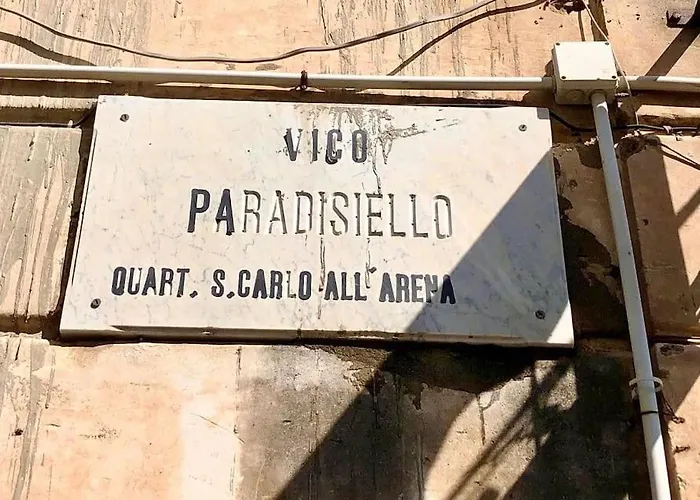 VICO
PARADISIELLO
QUART. S. CARLO ALL'ARENA